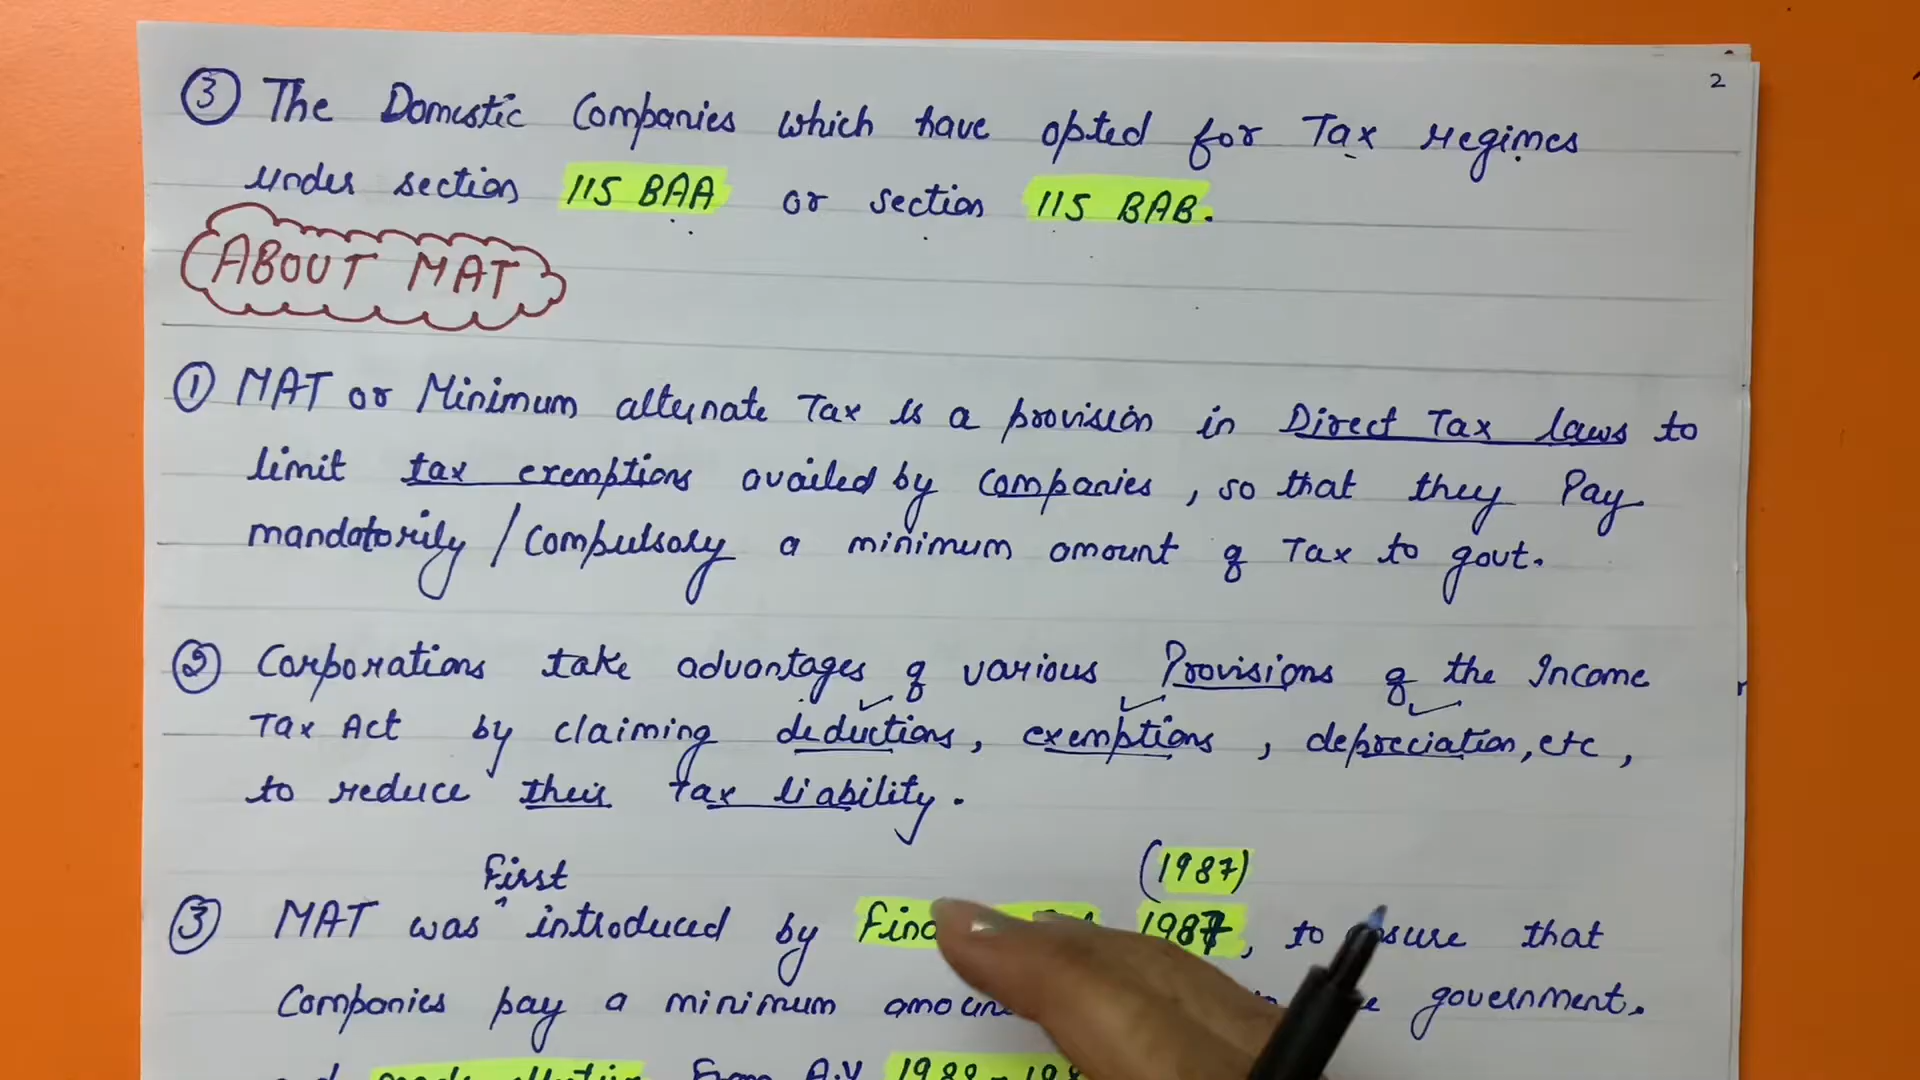 2
③ The Domestic Companies which have opted for Tax regimes
under section 115 BAA or section 115 BAB.
ABOUT MAT
① MAT or Minimum alternate Tax is a provision in Direct Tax laws to
limit tax exemptions availed by companies, so that they Pay
mandatorily / Compulsory a minimum amount of Tax to govt.
② Corporations take advantages of various Provisions of the Income
Tax Act by claiming deductions, exemptions, depreciation, etc,
to reduce their tax liability.
First (1987)
③ MAT was ^ introduced by 1987, to that
Companies pay a minimum government.
From A.Y